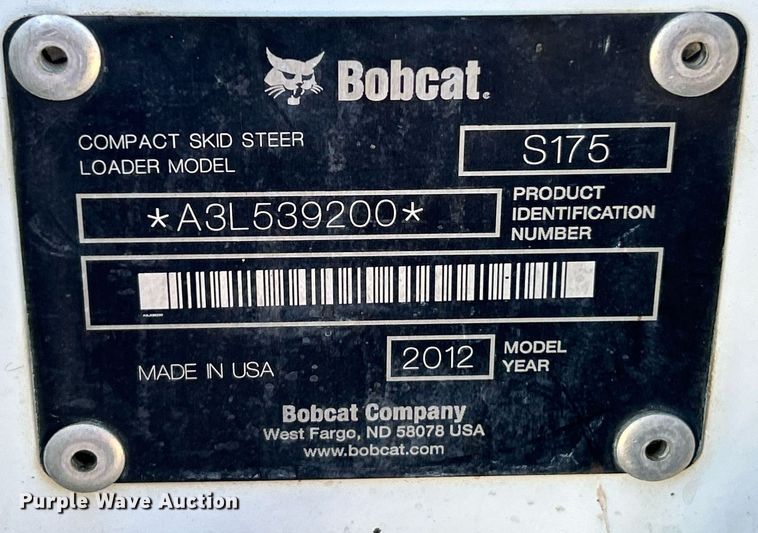 Bobcat.
COMPACT SKID STEER
LOADER MODEL
S175
*A3L539200*
PRODUCT
IDENTIFICATION
NUMBER
MADE IN USA
2012
MODEL
YEAR
Bobcat Company
West Fargo, ND 58078 USA
www.bobcat.com
Purple Wave Auction